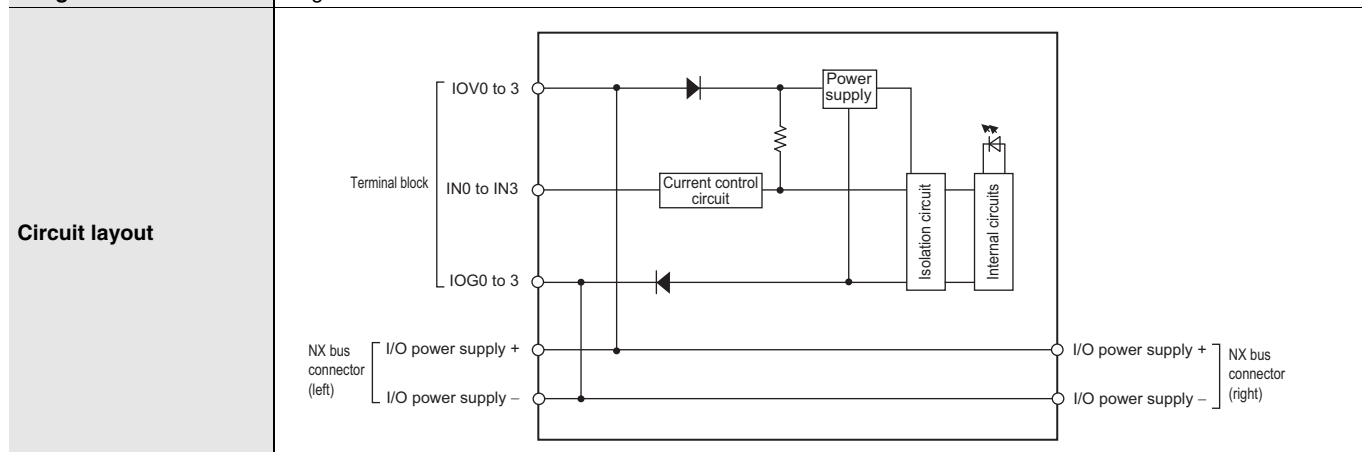 Circuit layout
Terminal block
IOV0 to 3
IN0 to IN3
IOG0 to 3
Power
supply
Current control
circuit
Isolation circuit
Internal circuits
NX bus
connector
(left)
I/O power supply +
I/O power supply −
I/O power supply +
I/O power supply −
NX bus
connector
(right)